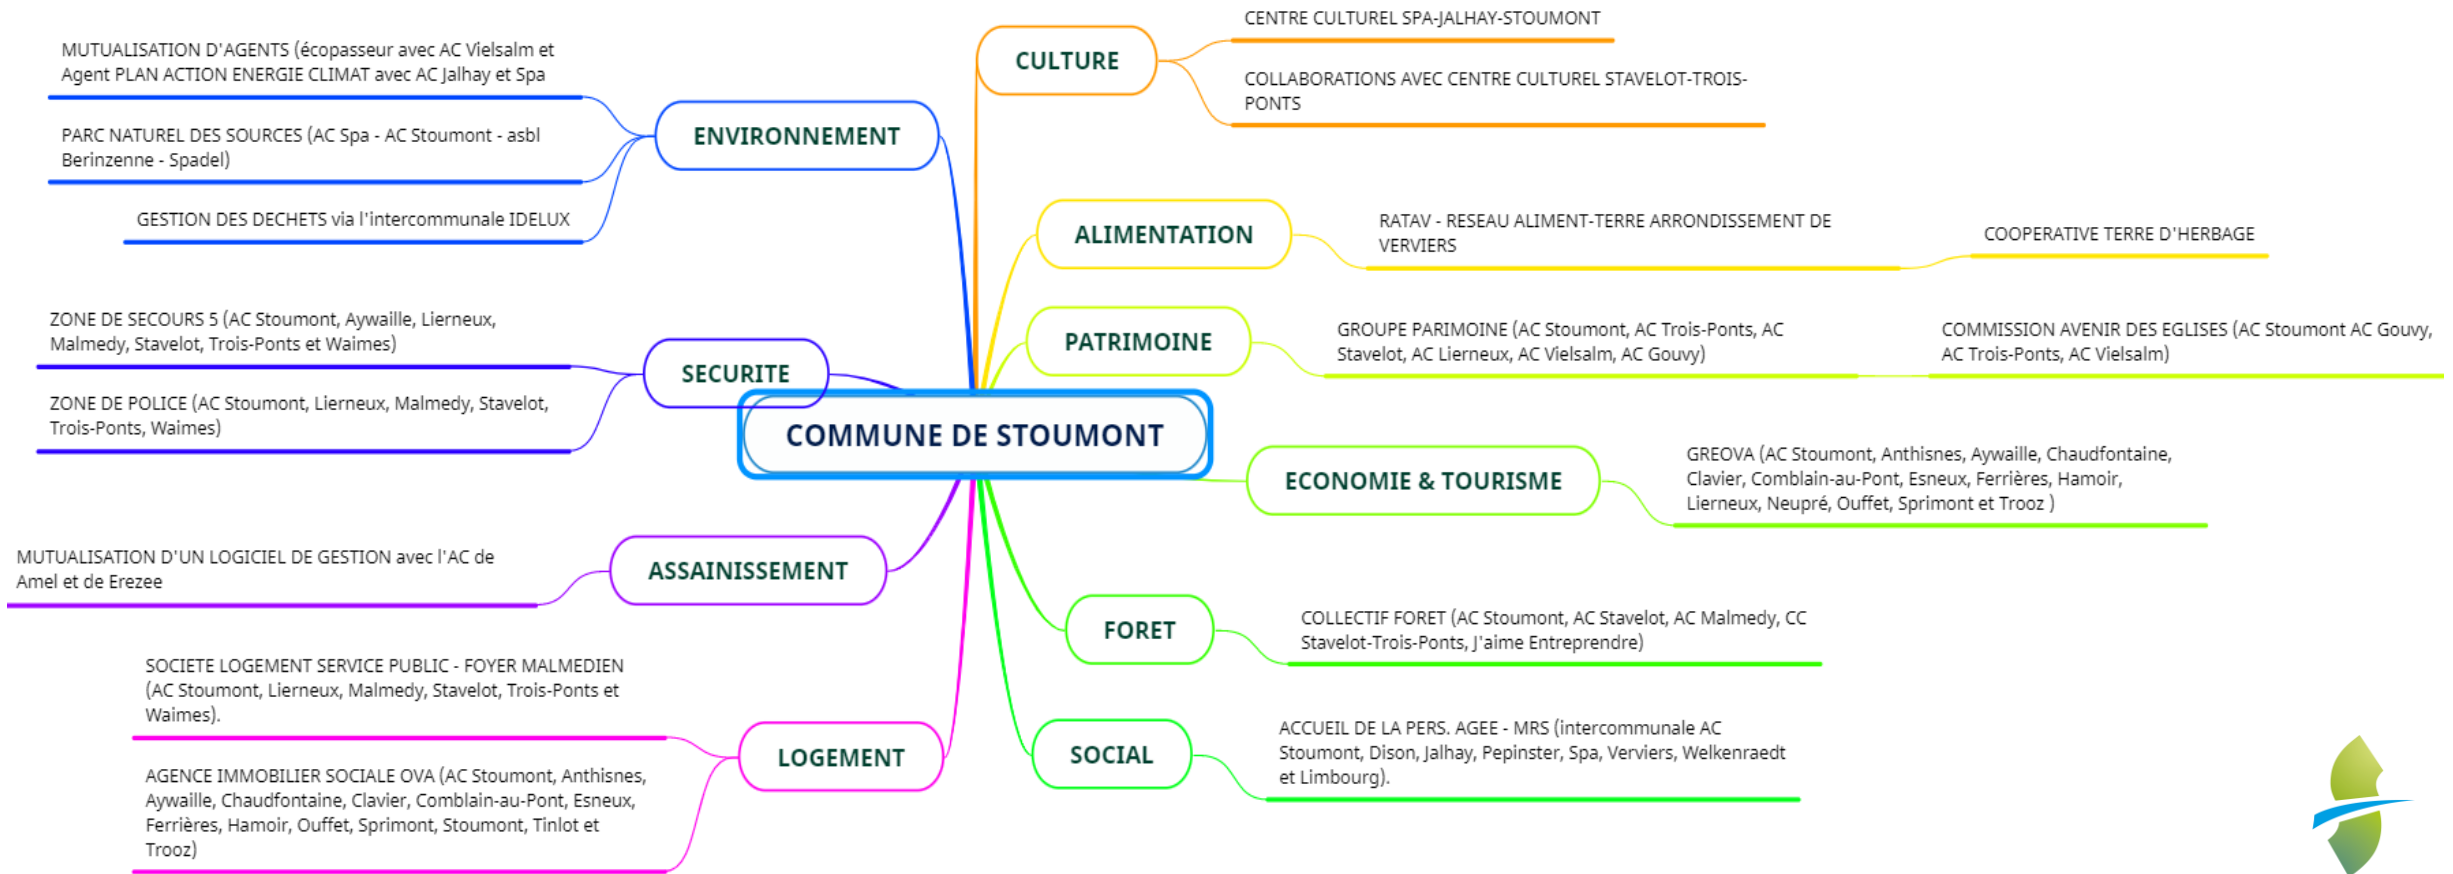 COMMUNE DE STOUMONT
CULTURE
CENTRE CULTUREL SPA-JALHAY-STOUMONT
COLLABORATIONS AVEC CENTRE CULTUREL STAVELOT-TROIS-
PONTS
ALIMENTATION
RATAV - RESEAU ALIMENT-TERRE ARRONDISSEMENT DE
VERVIERS
COOPERATIVE TERRE D'HERBAGE
PATRIMOINE
GROUPE PARIMOINE (AC Stoumont, AC Trois-Ponts, AC
Stavelot, AC Lierneux, AC Vielsalm, AC Gouvy)
COMMISSION AVENIR DES EGLISES (AC Stoumont AC Gouvy,
AC Trois-Ponts, AC Vielsalm)
ECONOMIE & TOURISME
GREOVA (AC Stoumont, Anthisnes, Aywaille, Chaudfontaine,
Clavier, Comblain-au-Pont, Esneux, Ferrières, Hamoir,
Lierneux, Neupré, Ouffet, Sprimont et Trooz )
FORET
COLLECTIF FORET (AC Stoumont, AC Stavelot, AC Malmedy, CC
Stavelot-Trois-Ponts, J'aime Entreprendre)
SOCIAL
ACCUEIL DE LA PERS. AGEE - MRS (intercommunale AC
Stoumont, Dison, Jalhay, Pepinster, Spa, Verviers, Welkenraedt
et Limbourg).
ENVIRONNEMENT
MUTUALISATION D'AGENTS (écopasseur avec AC Vielsalm et
Agent PLAN ACTION ENERGIE CLIMAT avec AC Jalhay et Spa
PARC NATUREL DES SOURCES (AC Spa - AC Stoumont - asbl
Berinzenne - Spadel)
GESTION DES DECHETS via l'intercommunale IDELUX
SECURITE
ZONE DE SECOURS 5 (AC Stoumont, Aywaille, Lierneux,
Malmedy, Stavelot, Trois-Ponts et Waimes)
ZONE DE POLICE (AC Stoumont, Lierneux, Malmedy, Stavelot,
Trois-Ponts, Waimes)
ASSAINISSEMENT
MUTUALISATION D'UN LOGICIEL DE GESTION avec l'AC de
Amel et de Erezee
LOGEMENT
SOCIETE LOGEMENT SERVICE PUBLIC - FOYER MALMEDIEN
(AC Stoumont, Lierneux, Malmedy, Stavelot, Trois-Ponts et
Waimes).
AGENCE IMMOBILIER SOCIALE OVA (AC Stoumont, Anthisnes,
Aywaille, Chaudfontaine, Clavier, Comblain-au-Pont, Esneux,
Ferrières, Hamoir, Ouffet, Sprimont, Stoumont, Tinlot et
Trooz)